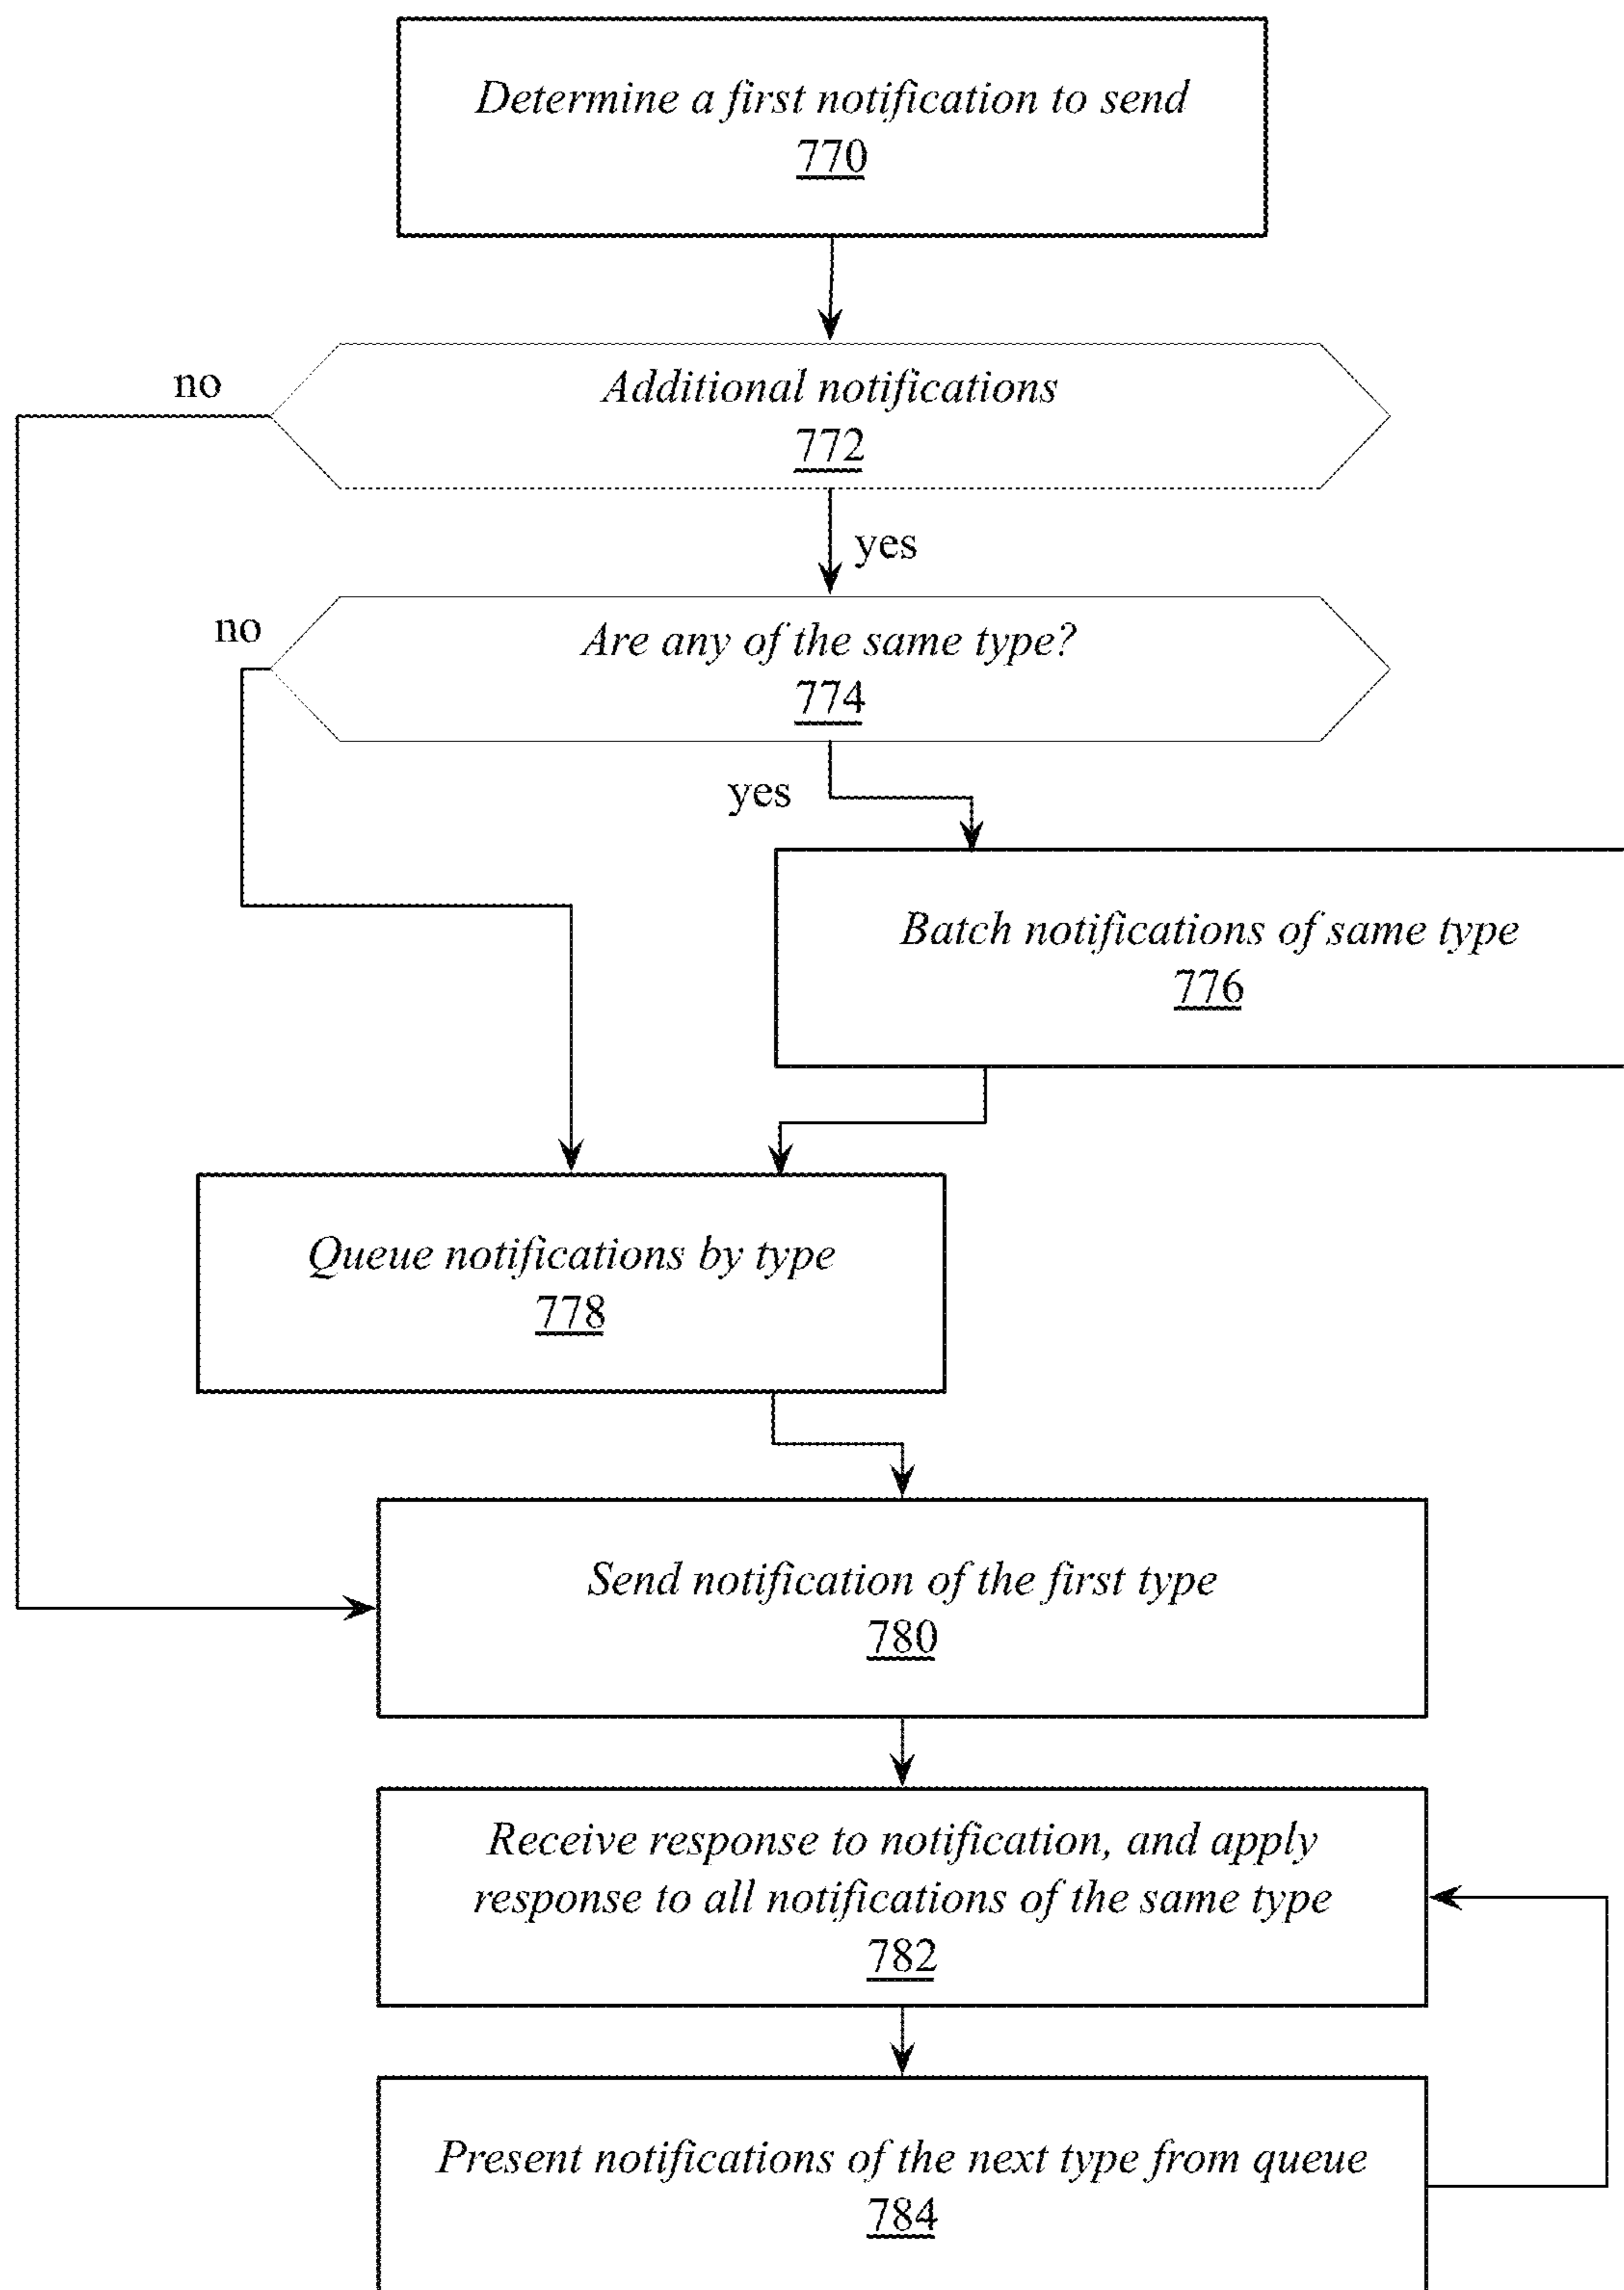 Determine a first notification to send
770
no
Additional notifications
772
yes
no
Are any of the same type?
774
yes
Batch notifications of same type
776
Queue notifications by type
778
Send notification of the first type
780
Receive response to notification, and apply
response to all notifications of the same type
782
Present notifications of the next type from queue
784